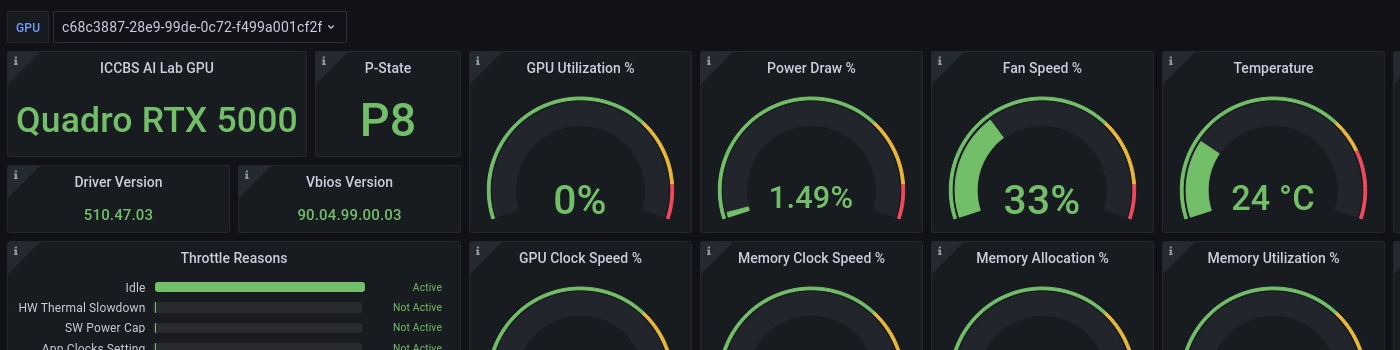 GPU c68c3887-28e9-99de-0c72-f499a001cf2f
ICCBS AI Lab GPU
Quadro RTX 5000
P-State
P8
GPU Utilization %
0%
Power Draw %
1.49%
Fan Speed %
33%
Temperature
24 °C
Driver Version
510.47.03
Vbios Version
90.04.99.00.03
Throttle Reasons
Idle Active
HW Thermal Slowdown Not Active
SW Power Cap Not Active
App Clocks Setting Not Active
GPU Clock Speed %
Memory Clock Speed %
Memory Allocation %
Memory Utilization %